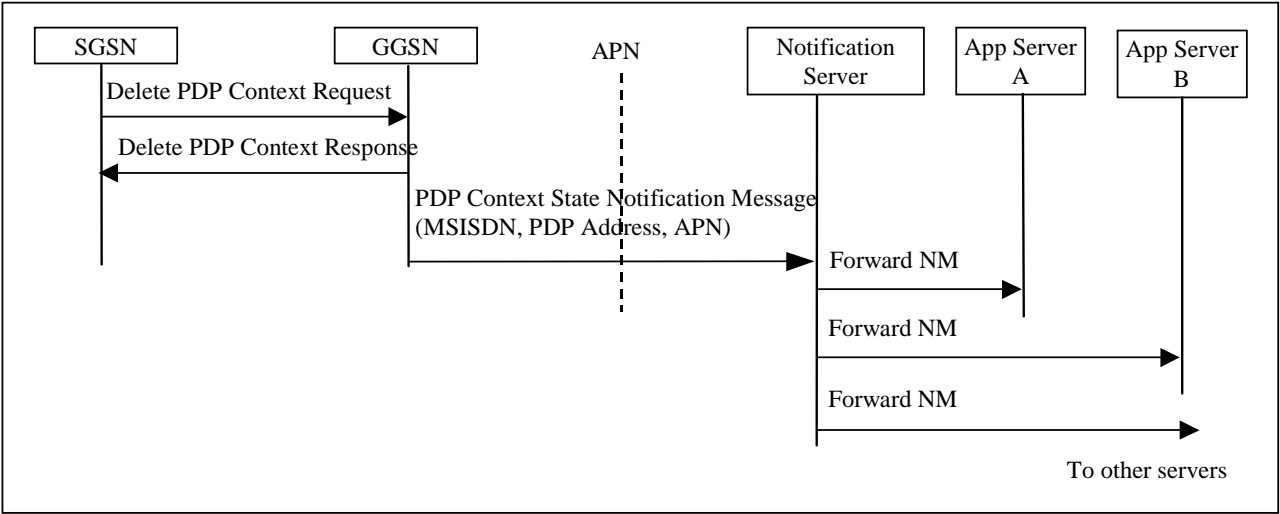 SGSN
GGSN
APN
Notification
Server
App Server
A
App Server
B
Delete PDP Context Request
Delete PDP Context Response
PDP Context State Notification Message
(MSISDN, PDP Address, APN)
Forward NM
Forward NM
Forward NM
To other servers